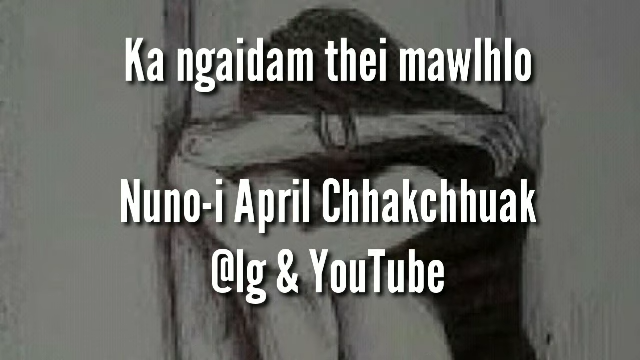 Ka ngaidam thei mawlhlo
Nuno-i April Chhakchhuak
@Ig & YouTube